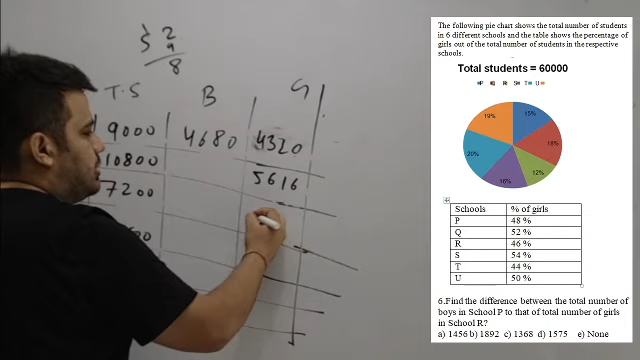 2
9
8
T.S B G
9000 4680 4320
10800 5616
7200
The following pie chart shows the total number of students
in 6 different schools and the table shows the percentage of
girls out of the total number of students in the respective
schools.
Total students = 60000
P Q R S T U
19% 15%
18%
20%
16% 12%
Schools % of girls
P 48 %
Q 52 %
R 46 %
S 54 %
T 44 %
U 50 %
6.Find the difference between the total number of
boys in School P to that of total number of girls
in School R?
a) 1456 b) 1892 c) 1368 d) 1575 e) None